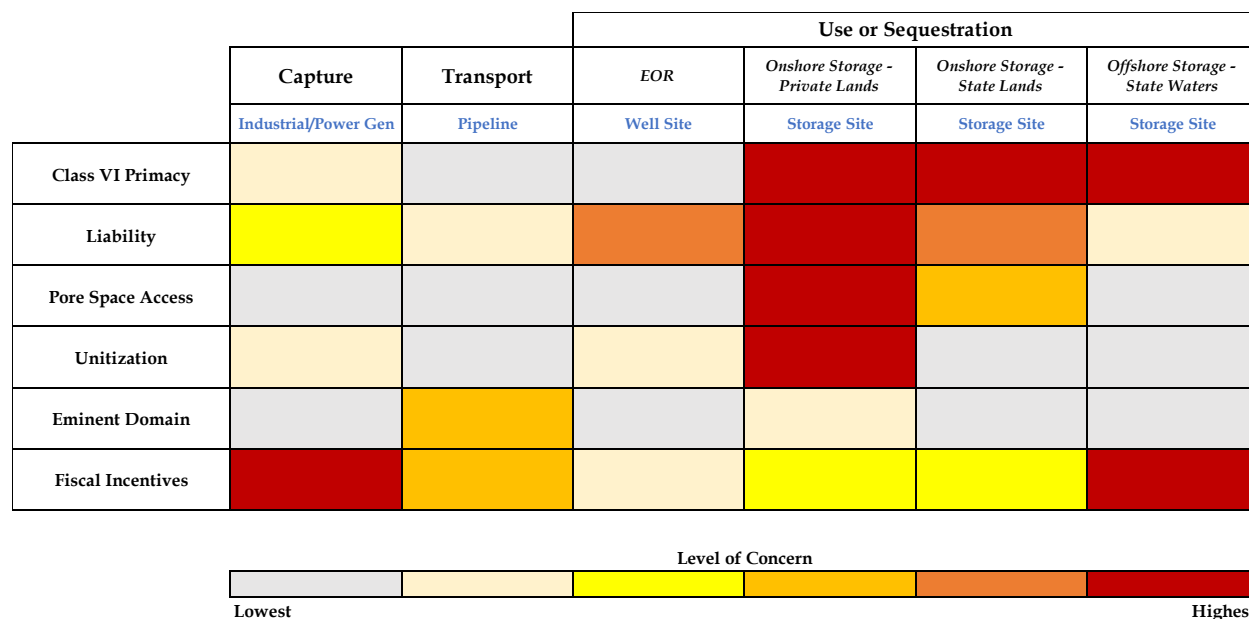 Use or Sequestration
Capture
Transport
EOR
Onshore Storage -
Private Lands
Onshore Storage -
State Lands
Offshore Storage -
State Waters
Industrial/Power Gen
Pipeline
Well Site
Storage Site
Storage Site
Storage Site
Class VI Primacy
Liability
Pore Space Access
Unitization
Eminent Domain
Fiscal Incentives
Level of Concern
Lowest
Highes